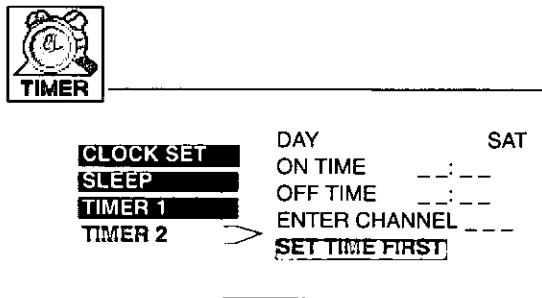 TIMER
CLOCK SET
SLEEP
TIMER 1
TIMER 2
DAY SAT
ON TIME _ _:_ _
OFF TIME _ _:_ _
ENTER CHANNEL _ _ _
SET TIME FIRST